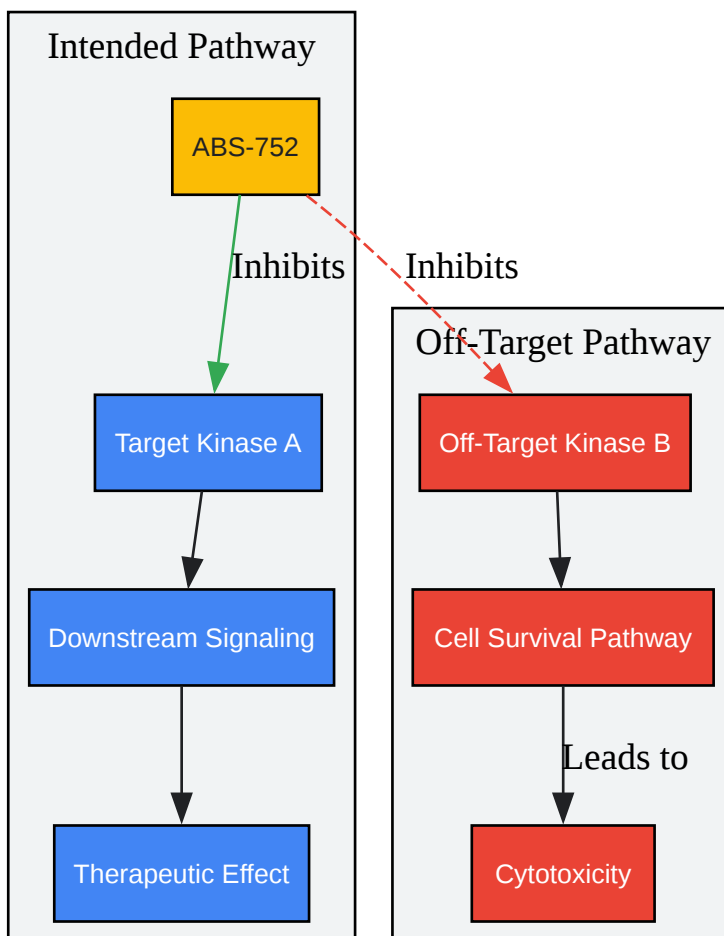 Intended Pathway
ABS-752
Inhibits
Inhibits
Off-Target Pathway
Target Kinase A
Off-Target Kinase B
Downstream Signaling
Cell Survival Pathway
Leads to
Therapeutic Effect
Cytotoxicity